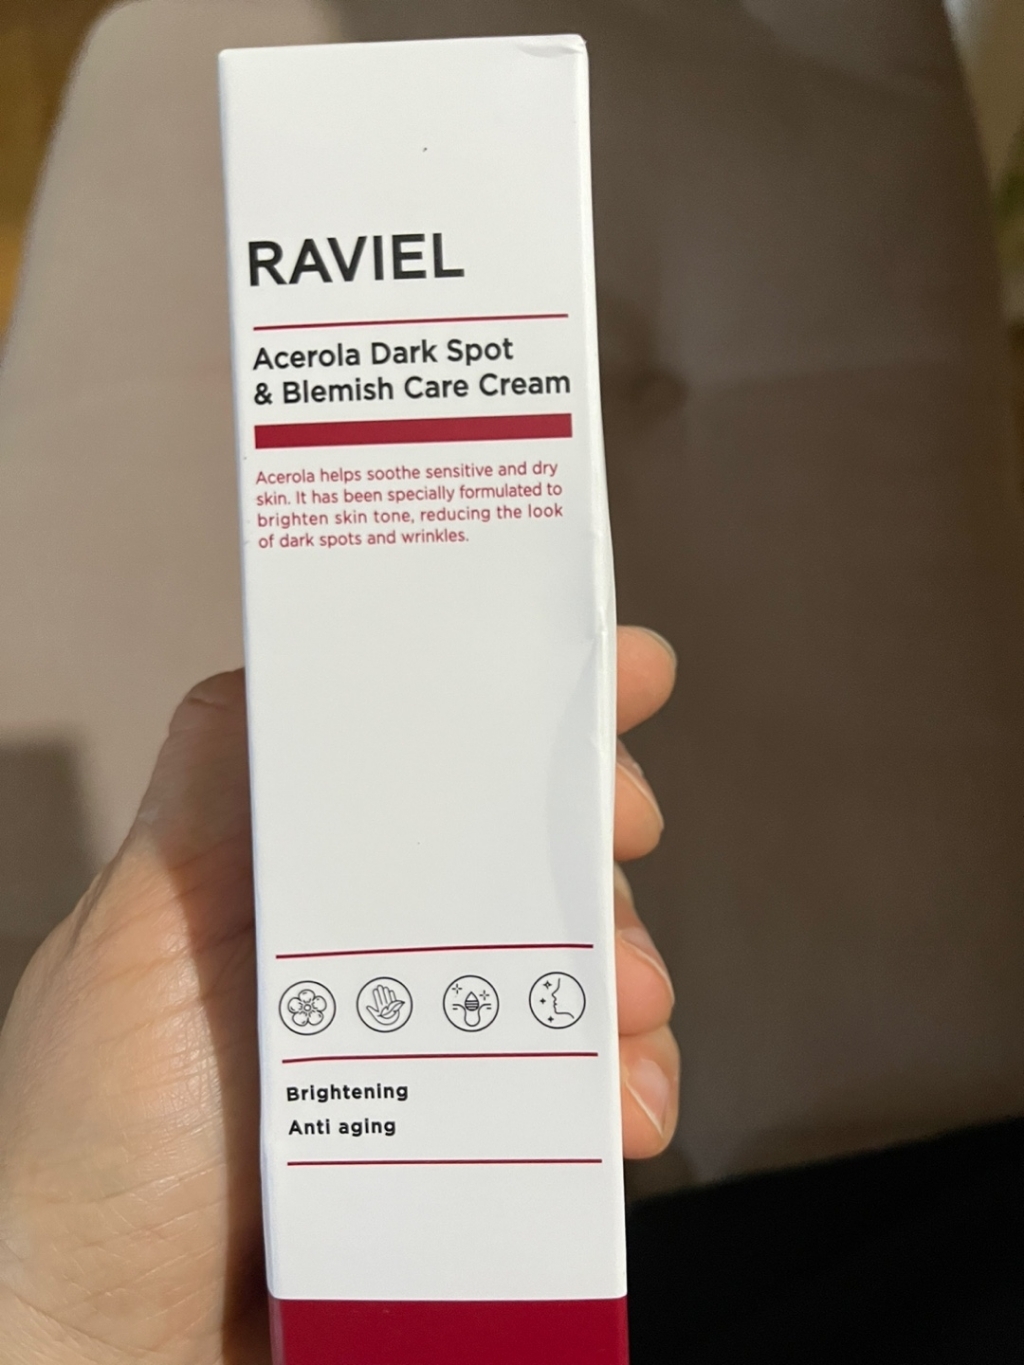 RAVIEL
Acerola Dark Spot
& Blemish Care Cream
Acerola helps soothe sensitive and dry
skin. It has been specially formulated to
brighten skin tone, reducing the look
of dark spots and wrinkles.
Brightening
Anti aging